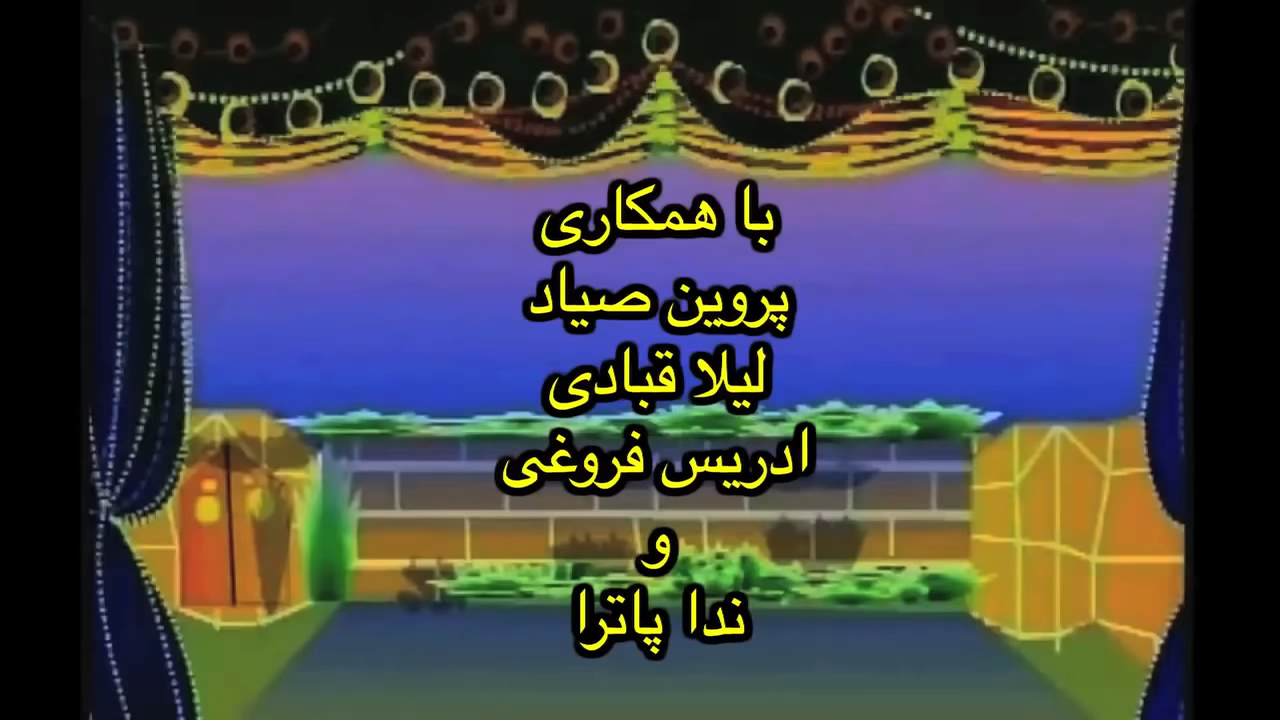 با همکاری
پروین صیاد
لیلا قبادی
ادریس فروغی
و
ندا پاترا